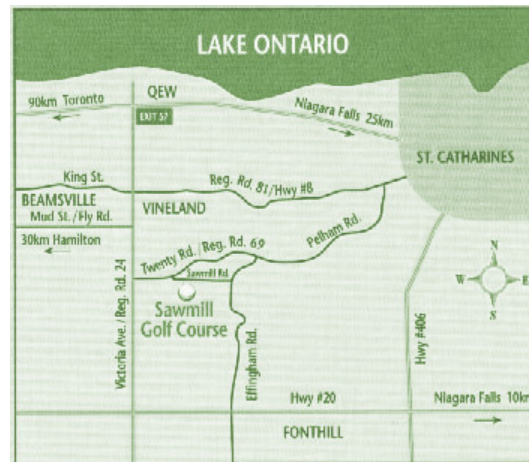 LAKE ONTARIO
QEW
90km Toronto
EXIT 57
Niagara Falls 25km
ST. CATHARINES
King St.
Reg. Rd. 81/Hwy #8
BEAMSVILLE
VINELAND
Mud St./Fly Rd.
Pelham Rd.
30km Hamilton
Twenty Rd./Reg. Rd. 69
Sawmill Rd.
N
W
E
S
Sawmill
Golf Course
Victoria Ave./Reg. Rd. 24
Effingham Rd.
Hwy #406
Hwy #20
Niagara Falls 10km
FONTHILL